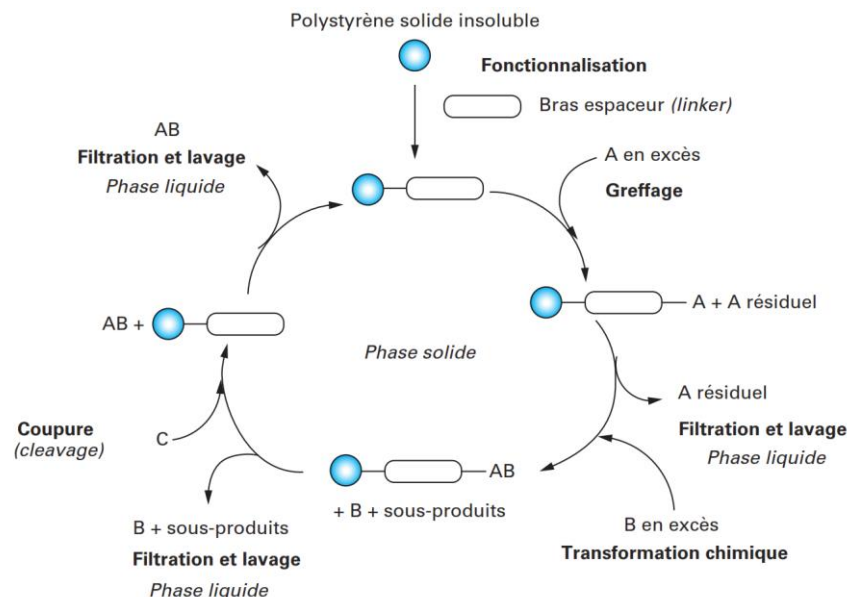 Polystyrène solide insoluble
Fonctionnalisation
Bras espaceur (linker)
A en excès
Greffage
A + A résiduel
A résiduel
Filtration et lavage
Phase liquide
B en excès
Transformation chimique
AB
+ B + sous-produits
B + sous-produits
Filtration et lavage
Phase liquide
C
Coupure
(cleavage)
AB +
AB
Filtration et lavage
Phase liquide
Phase solide